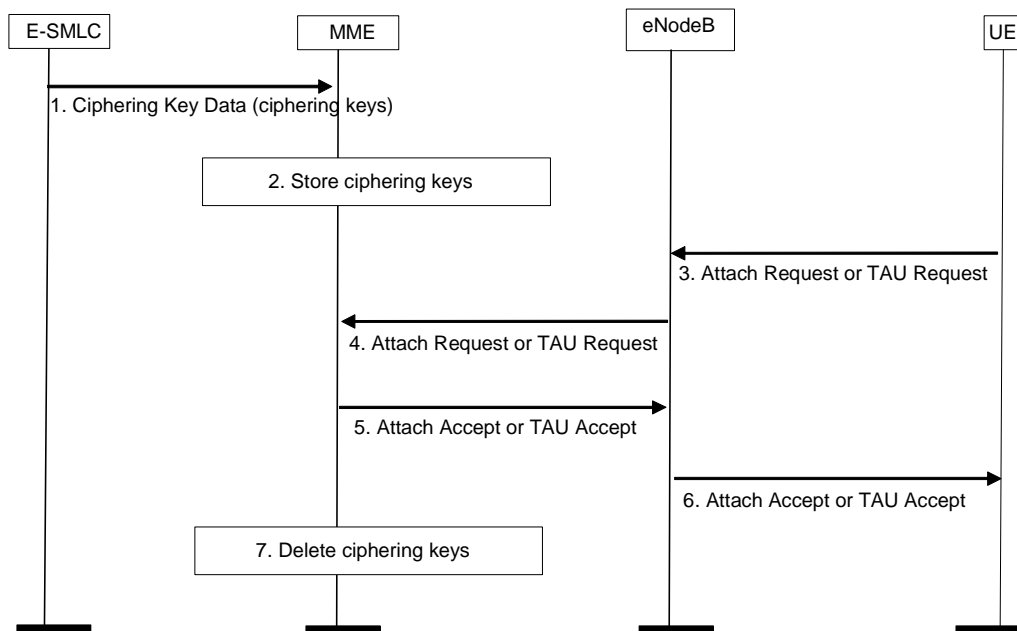 E-SMLC
MME
eNodeB
UE
1. Ciphering Key Data (ciphering keys)
2. Store ciphering keys
3. Attach Request or TAU Request
4. Attach Request or TAU Request
5. Attach Accept or TAU Accept
6. Attach Accept or TAU Accept
7. Delete ciphering keys